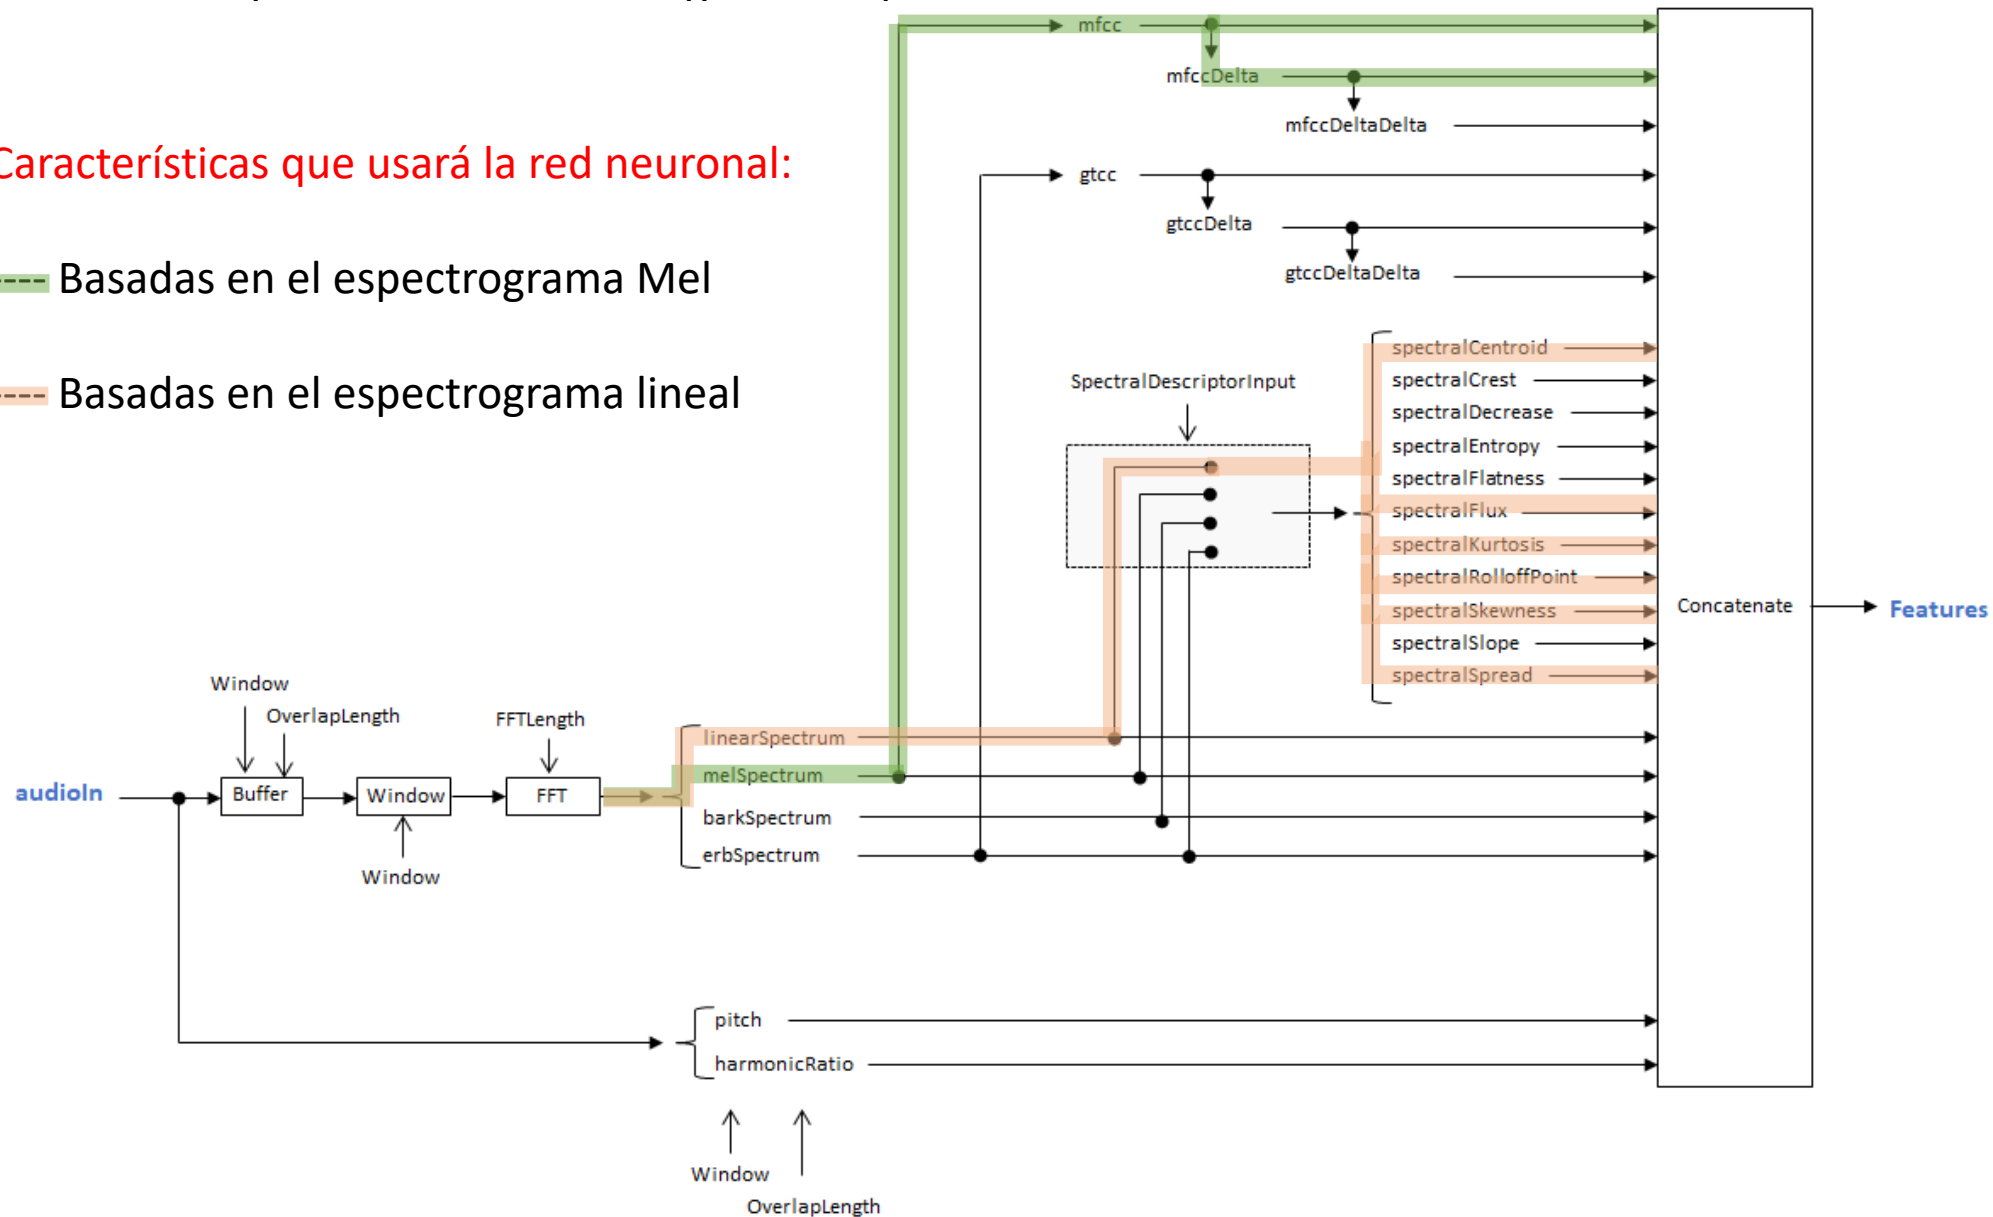 mfcc
mfccDelta
mfccDeltaDelta
Características que usará la red neuronal:
gtcc
gtccDelta
gtccDeltaDelta
---- Basadas en el espectrograma Mel
---- Basadas en el espectrograma lineal
SpectralDescriptorInput
spectralCentroid
spectralCrest
spectralDecrease
spectralEntropy
spectralFlatness
spectralFlux
spectralKurtosis
spectralRolloffPoint
spectralSkewness
spectralSlope
spectralSpread
Concatenate
Features
Window
OverlapLength
FFTLength
audioIn
Buffer
Window
FFT
Window
linearSpectrum
melSpectrum
barkSpectrum
erbSpectrum
pitch
harmonicRatio
Window
OverlapLength